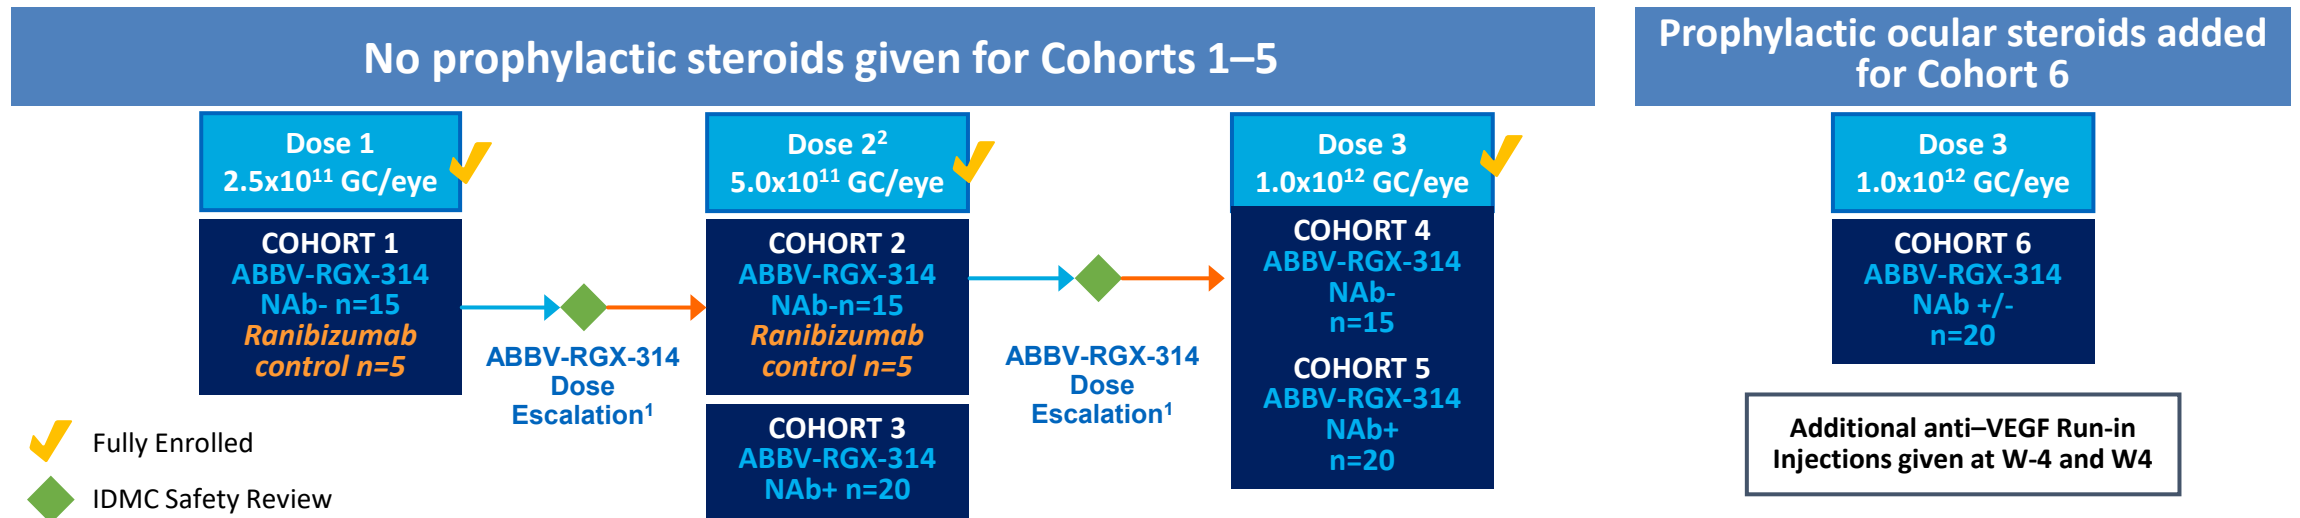 No prophylactic steroids given for Cohorts 1–5
Prophylactic ocular steroids added
for Cohort 6
Dose 1
2.5x10¹¹ GC/eye
COHORT 1
ABBV-RGX-314
NAb- n=15
Ranibizumab
control n=5
ABBV-RGX-314
Dose
Escalation¹
Dose 2²
5.0x10¹¹ GC/eye
COHORT 2
ABBV-RGX-314
NAb-n=15
Ranibizumab
control n=5
COHORT 3
ABBV-RGX-314
NAb+ n=20
ABBV-RGX-314
Dose
Escalation¹
Dose 3
1.0x10¹² GC/eye
COHORT 4
ABBV-RGX-314
NAb-
n=15
COHORT 5
ABBV-RGX-314
NAb+
n=20
Dose 3
1.0x10¹² GC/eye
COHORT 6
ABBV-RGX-314
NAb +/-
n=20
Additional anti–VEGF Run-in
Injections given at W-4 and W4
Fully Enrolled
IDMC Safety Review